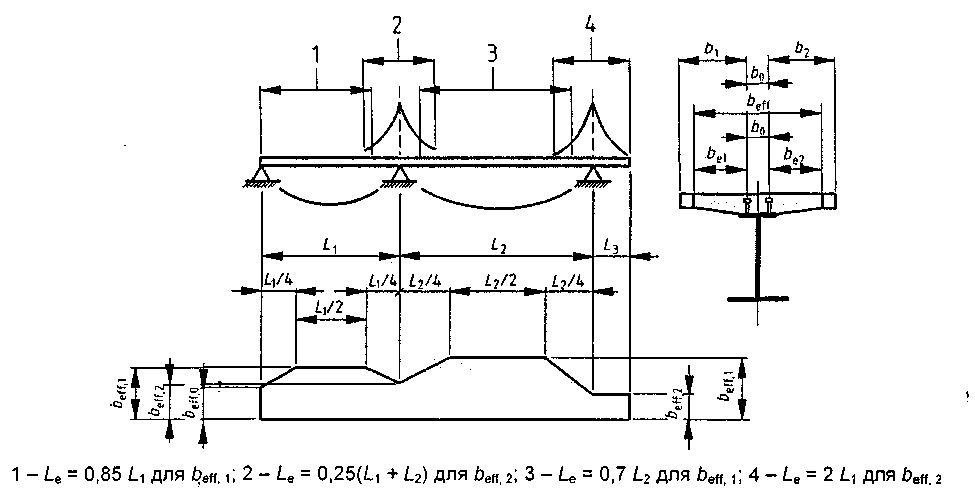 2 4
1 3
b1 b2
b0
beff
b0
be1 be2
L1 L2 L3
L1/4 L1/4 L2/4 L2/2 L2/4
L1/2
beff,1 beff,2 beff,0 beff,2 beff,1
1 – Le = 0,85 L1 для beff, 1; 2 – Le = 0,25(L1 + L2) для beff, 2; 3 – Le = 0,7 L2 для beff, 1; 4 – Le = 2 L1 для beff, 2